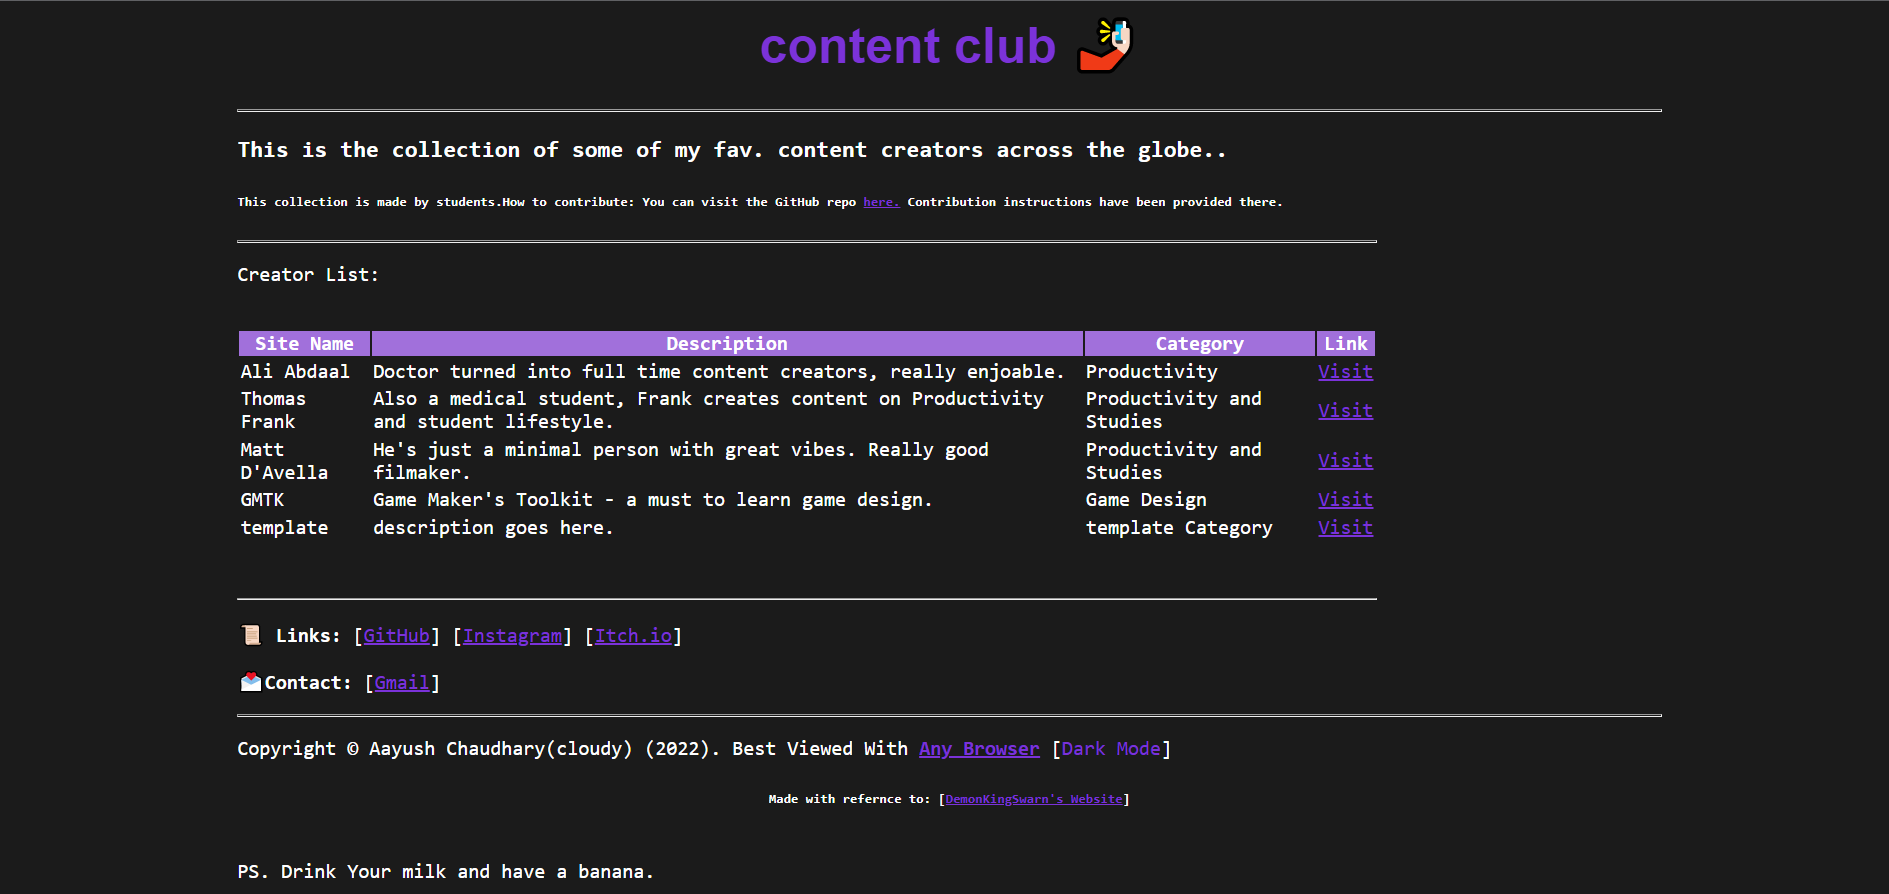 content club
This is the collection of some of my fav. content creators across the globe..
This collection is made by students.How to contribute: You can visit the GitHub repo here. Contribution instructions have been provided there.
Creator List:
Site Name Description Category Link
Ali Abdaal Doctor turned into full time content creators, really enjoable. Productivity Visit
Thomas Frank Also a medical student, Frank creates content on Productivity and student lifestyle. Productivity and Studies Visit
Matt D'Avella He's just a minimal person with great vibes. Really good filmaker. Productivity and Studies Visit
GMTK Game Maker's Toolkit - a must to learn game design. Game Design Visit
template description goes here. template Category Visit
Links: [GitHub] [Instagram] [Itch.io]
Contact: [Gmail]
Copyright © Aayush Chaudhary(cloudy) (2022). Best Viewed With Any Browser [Dark Mode]
Made with refernce to: [DemonKingSwarn's Website]
PS. Drink Your milk and have a banana.